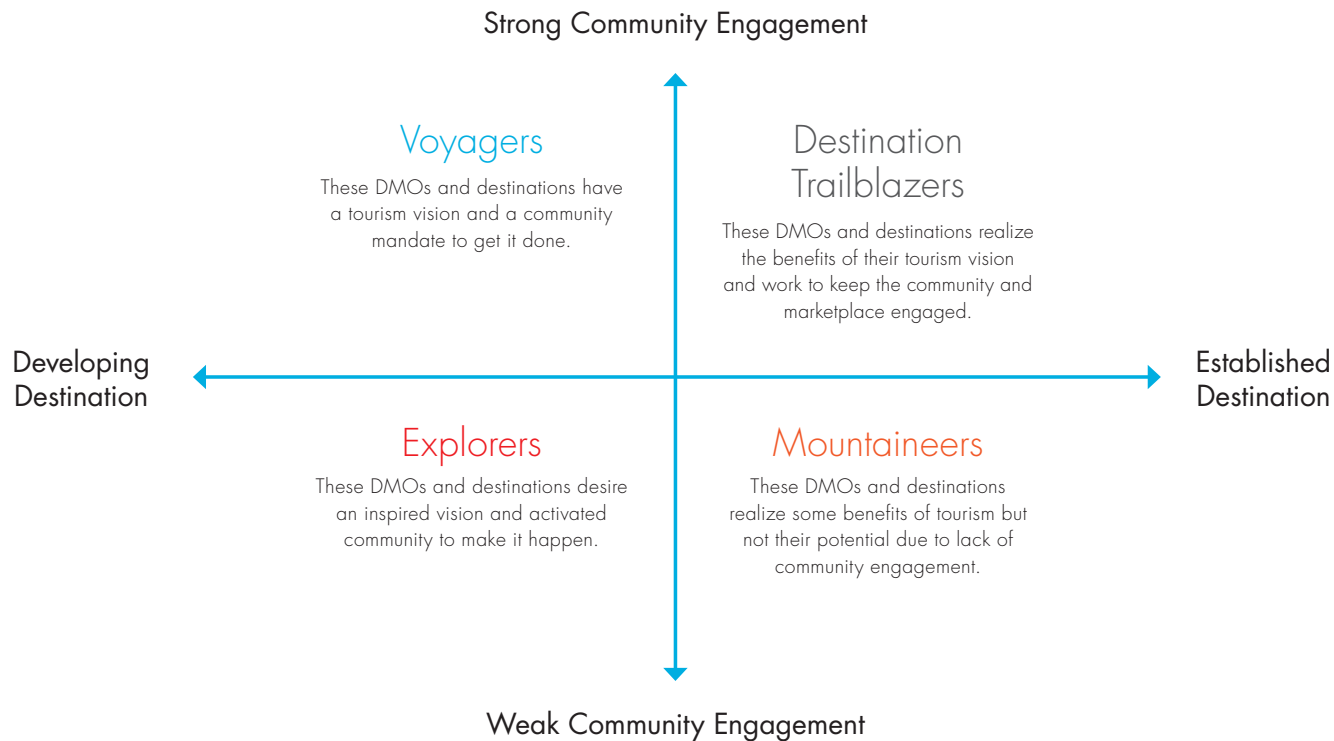 Strong Community Engagement
Voyagers
These DMOs and destinations have
a tourism vision and a community
mandate to get it done.
Destination
Trailblazers
These DMOs and destinations realize
the benefits of their tourism vision
and work to keep the community and
marketplace engaged.
Developing
Destination
Established
Destination
Explorers
These DMOs and destinations desire
an inspired vision and activated
community to make it happen.
Mountaineers
These DMOs and destinations
realize some benefits of tourism but
not their potential due to lack of
community engagement.
Weak Community Engagement